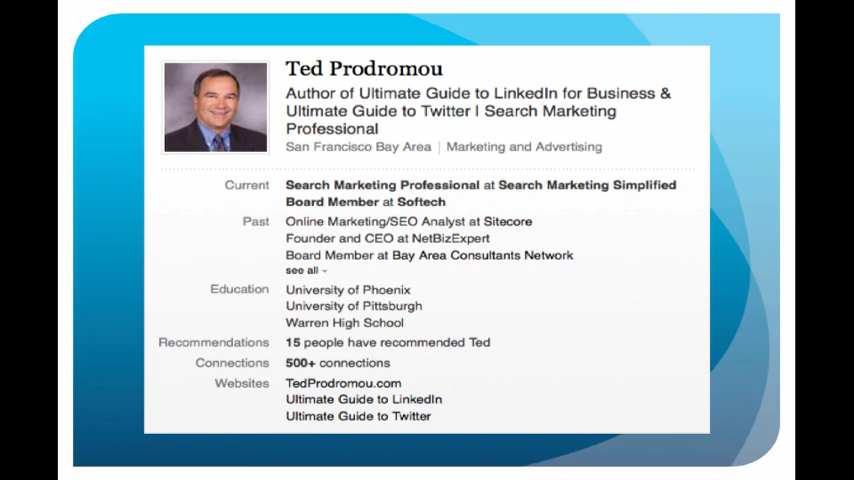 Ted Prodromou
Author of Ultimate Guide to LinkedIn for Business &
Ultimate Guide to Twitter | Search Marketing
Professional
San Francisco Bay Area | Marketing and Advertising
Current Search Marketing Professional at Search Marketing Simplified
Board Member at Softech
Past Online Marketing/SEO Analyst at Sitecore
Founder and CEO at NetBizExpert
Board Member at Bay Area Consultants Network
see all
Education University of Phoenix
University of Pittsburgh
Warren High School
Recommendations 15 people have recommended Ted
Connections 500+ connections
Websites TedProdromou.com
Ultimate Guide to LinkedIn
Ultimate Guide to Twitter